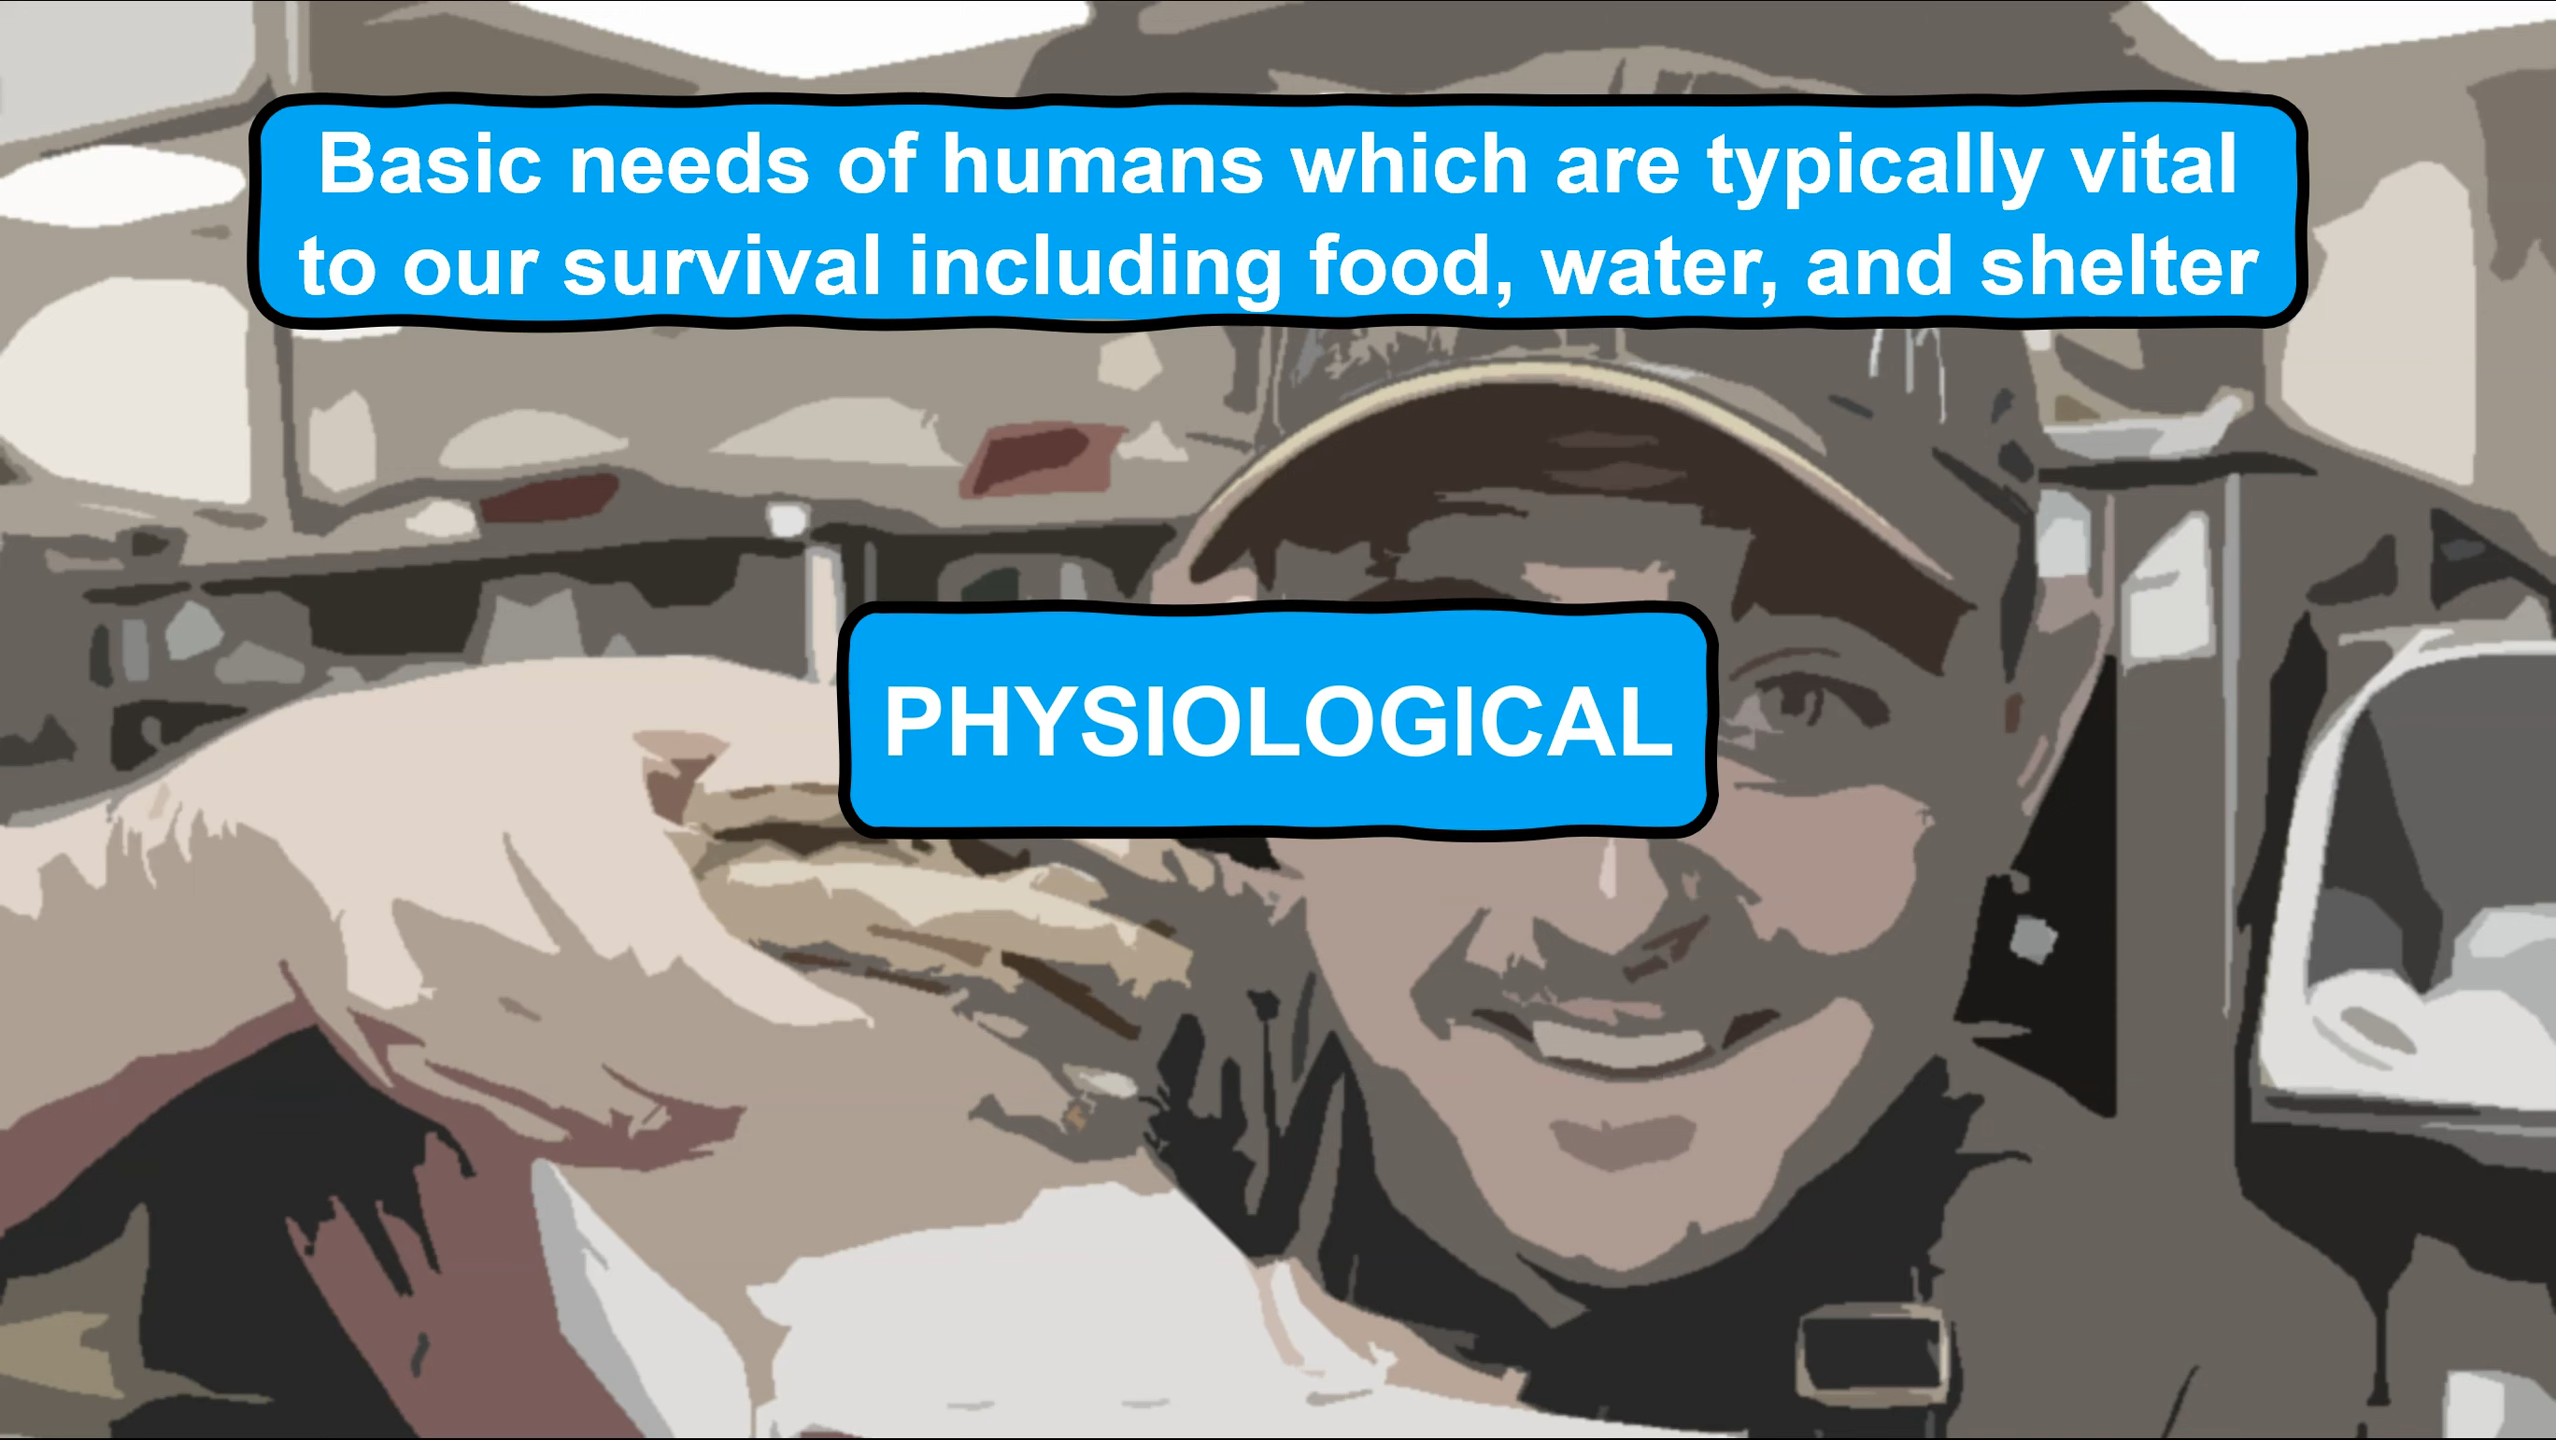 Basic needs of humans which are typically vital
to our survival including food, water, and shelter
PHYSIOLOGICAL